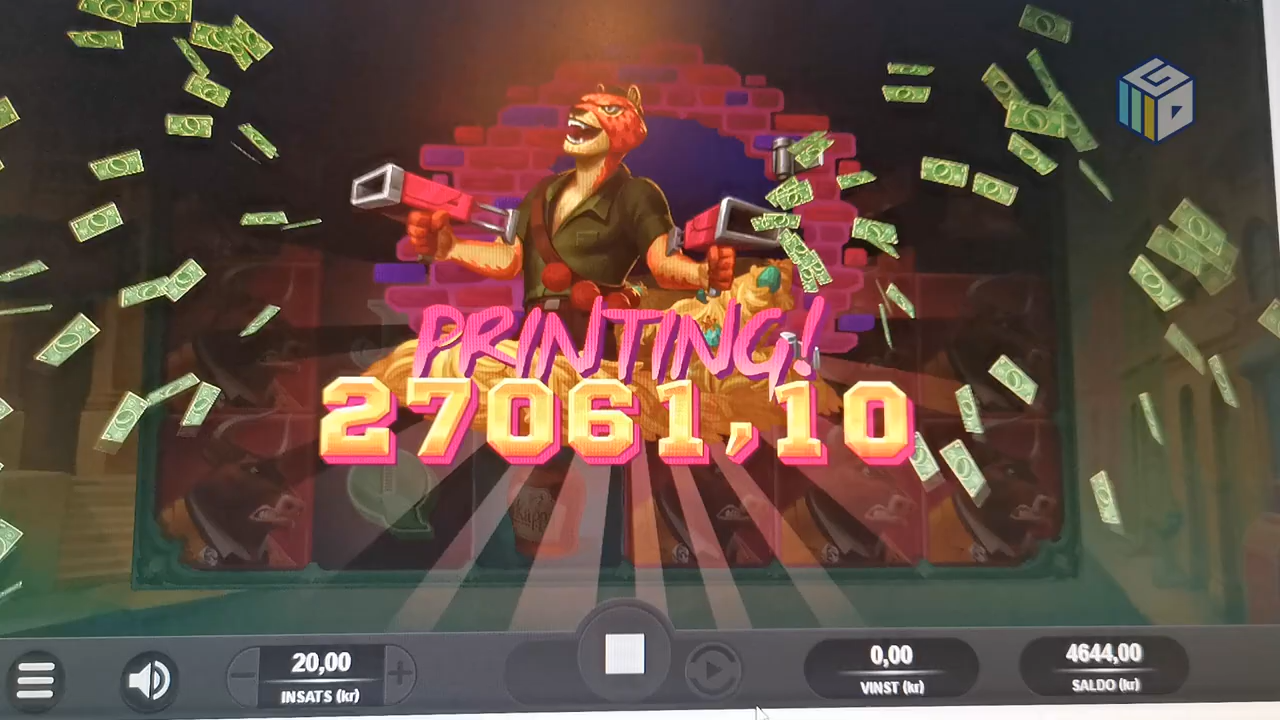 PRINTING!
27061,10
20,00
INSATS (kr)
0,00
VINST (kr)
4644,00
SALDO (kr)